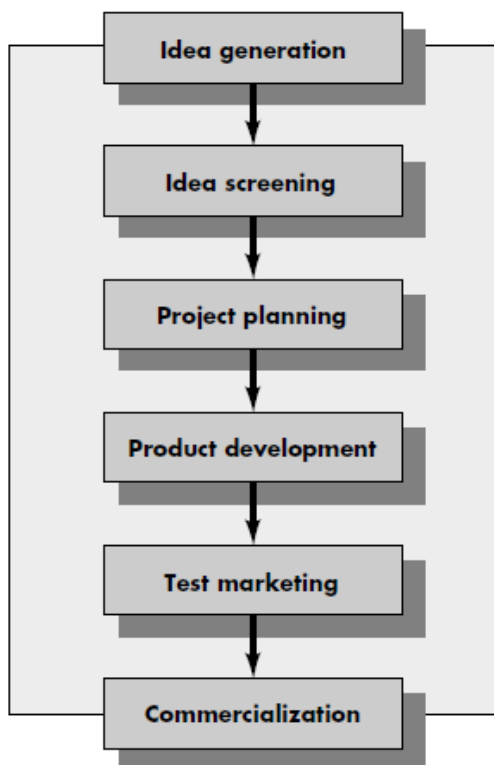 Idea generation
Idea screening
Project planning
Product development
Test marketing
Commercialization